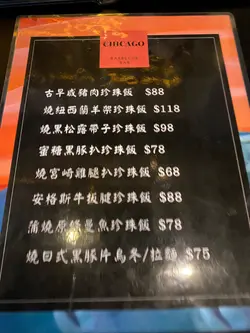 CHICAGO
古早威豬肉珍珠飯 $88
燒紐西蘭羊架珍珠飯 $118
燒黑松露帶子珍珠飯 $98
蜜糖黑豚扒珍珠飯 $78
燒宮崎雞腿扒珍珠飯 $68
安格斯牛板腱珍珠飯 $88
蒲燒原條曼魚珍珠飯 $78
燒日式黑豚片烏冬/拉麵 $75